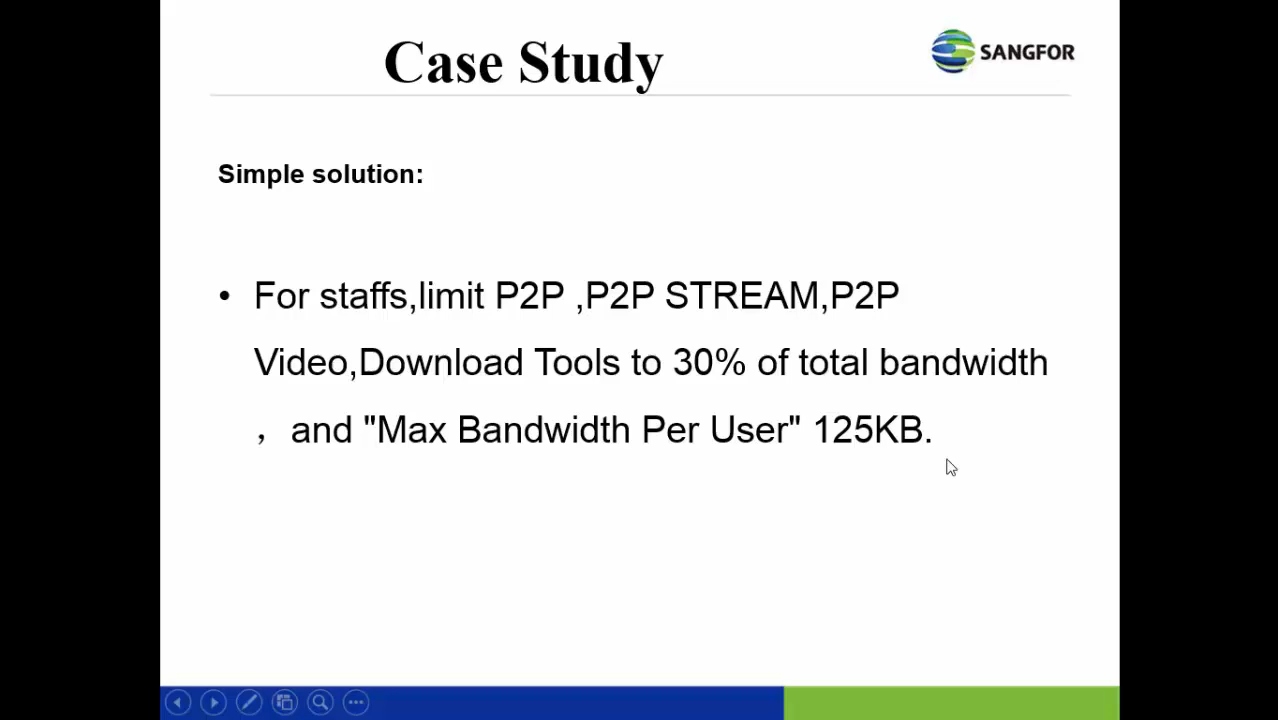 Case Study
SANGFOR
Simple solution:
• For staffs,limit P2P ,P2P STREAM,P2P
Video,Download Tools to 30% of total bandwidth
，and "Max Bandwidth Per User" 125KB.